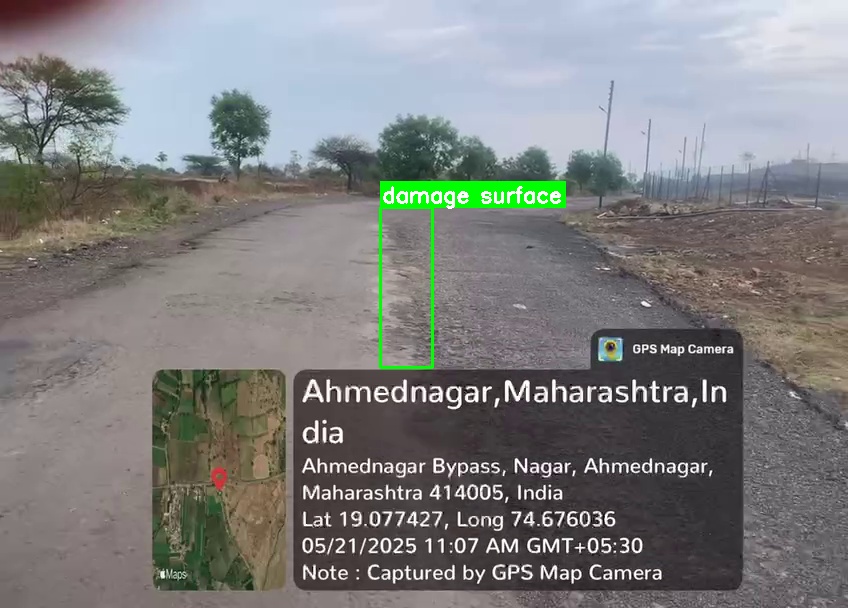 damage surface
GPS Map Camera
Ahmednagar,Maharashtra,In
dia
Ahmednagar Bypass, Nagar, Ahmednagar,
Maharashtra 414005, India
Lat 19.077427, Long 74.676036
05/21/2025 11:07 AM GMT+05:30
Note : Captured by GPS Map Camera
Maps